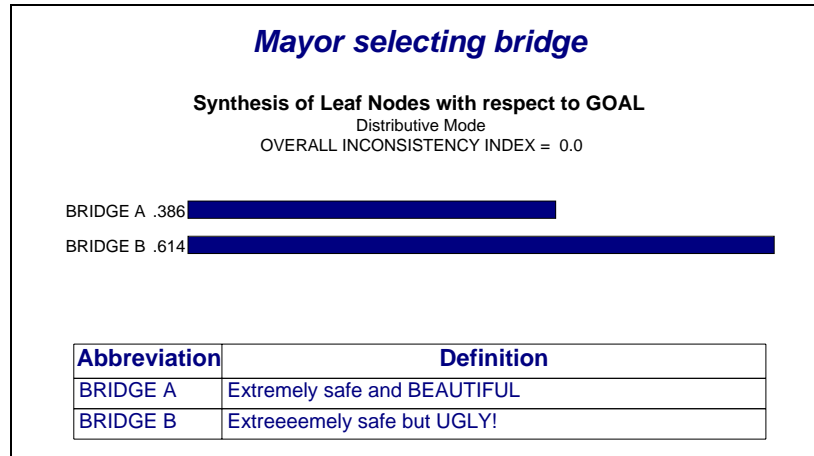 Mayor selecting bridge
Synthesis of Leaf Nodes with respect to GOAL
Distributive Mode
OVERALL INCONSISTENCY INDEX = 0.0
BRIDGE A .386
BRIDGE B .614
Abbreviation Definition
BRIDGE A Extremely safe and BEAUTIFUL
BRIDGE B Extreeeemely safe but UGLY!